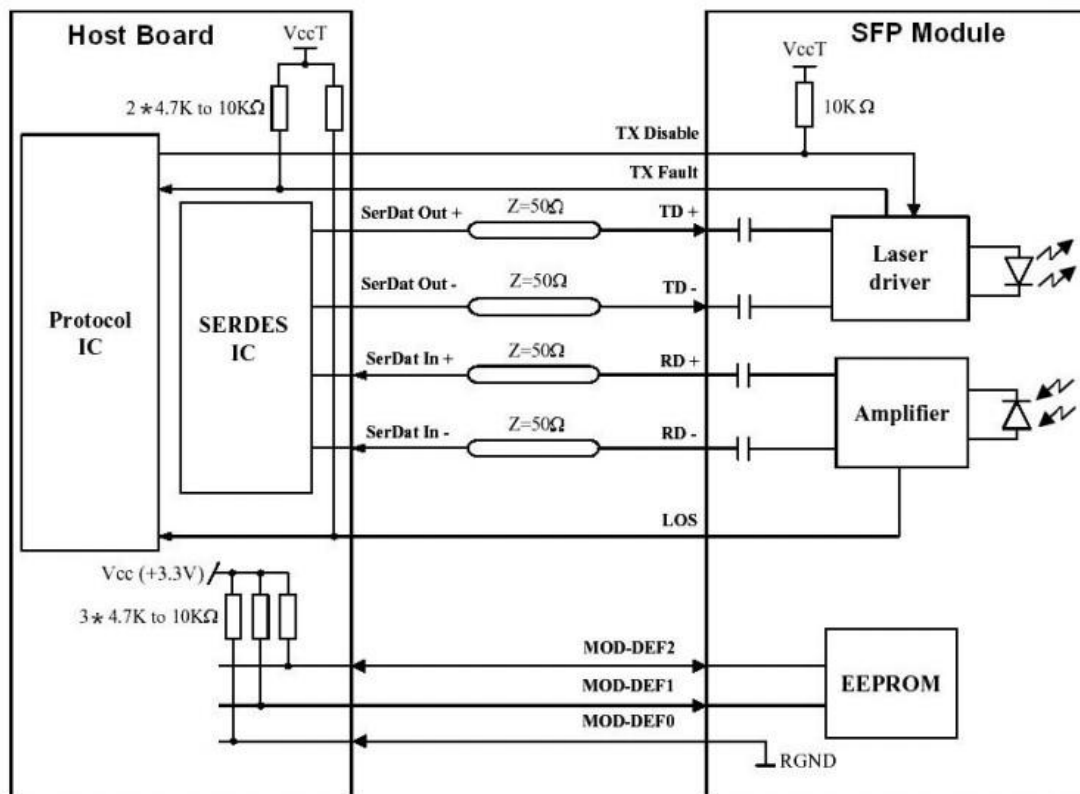 Host Board
SFP Module
VccT
VccT
2*4.7K to 10KΩ
10KΩ
TX Disable
TX Fault
SerDat Out +
Z=50Ω
TD +
SerDat Out -
Z=50Ω
TD -
Laser
driver
Protocol
IC
SERDES
IC
SerDat In +
Z=50Ω
RD +
SerDat In -
Z=50Ω
RD -
Amplifier
LOS
Vcc (+3.3V)
3*4.7K to 10KΩ
MOD-DEF2
MOD-DEF1
MOD-DEF0
EEPROM
RGND